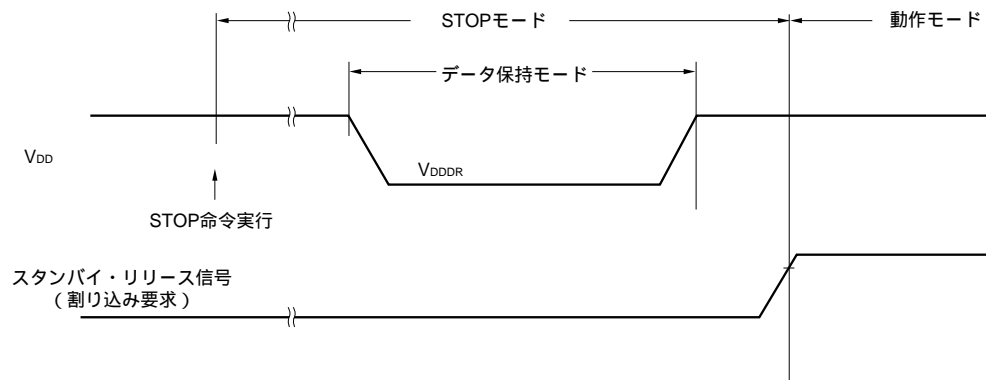 STOPモード
動作モード
データ保持モード
VDD
VDDDR
STOP命令実行
スタンバイ・リリース信号
(割り込み要求)